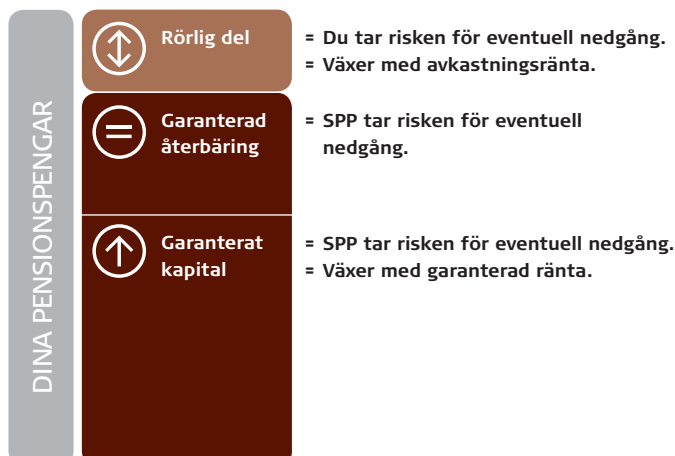 DINA PENSIONSPENGAR
Rörlig del
= Du tar risken för eventuell nedgång.
= Växer med avkastningsränta.
Garanterad
återbäring
= SPP tar risken för eventuell
nedgång.
Garanterat
kapital
= SPP tar risken för eventuell nedgång.
= Växer med garanterad ränta.